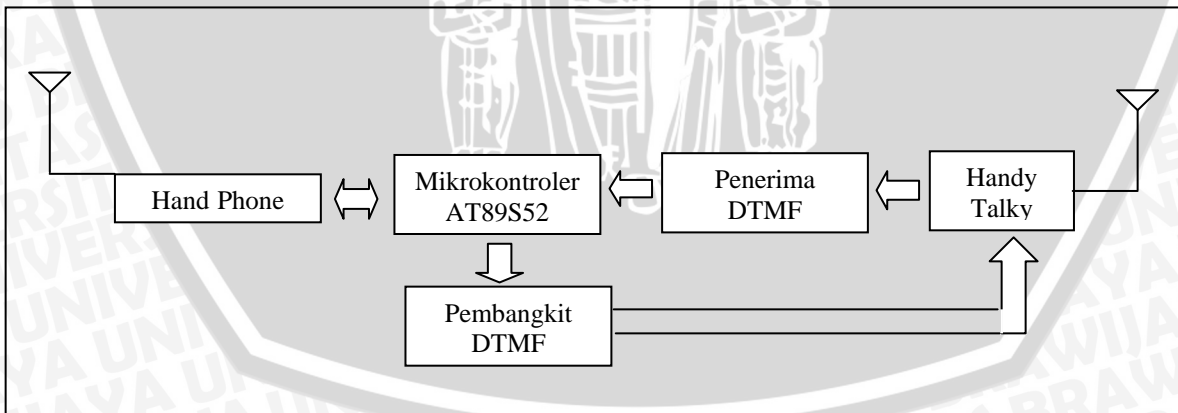 Hand Phone
Mikrokontroler
AT89S52
Penerima
DTMF
Handy
Talky
Pembangkit
DTMF